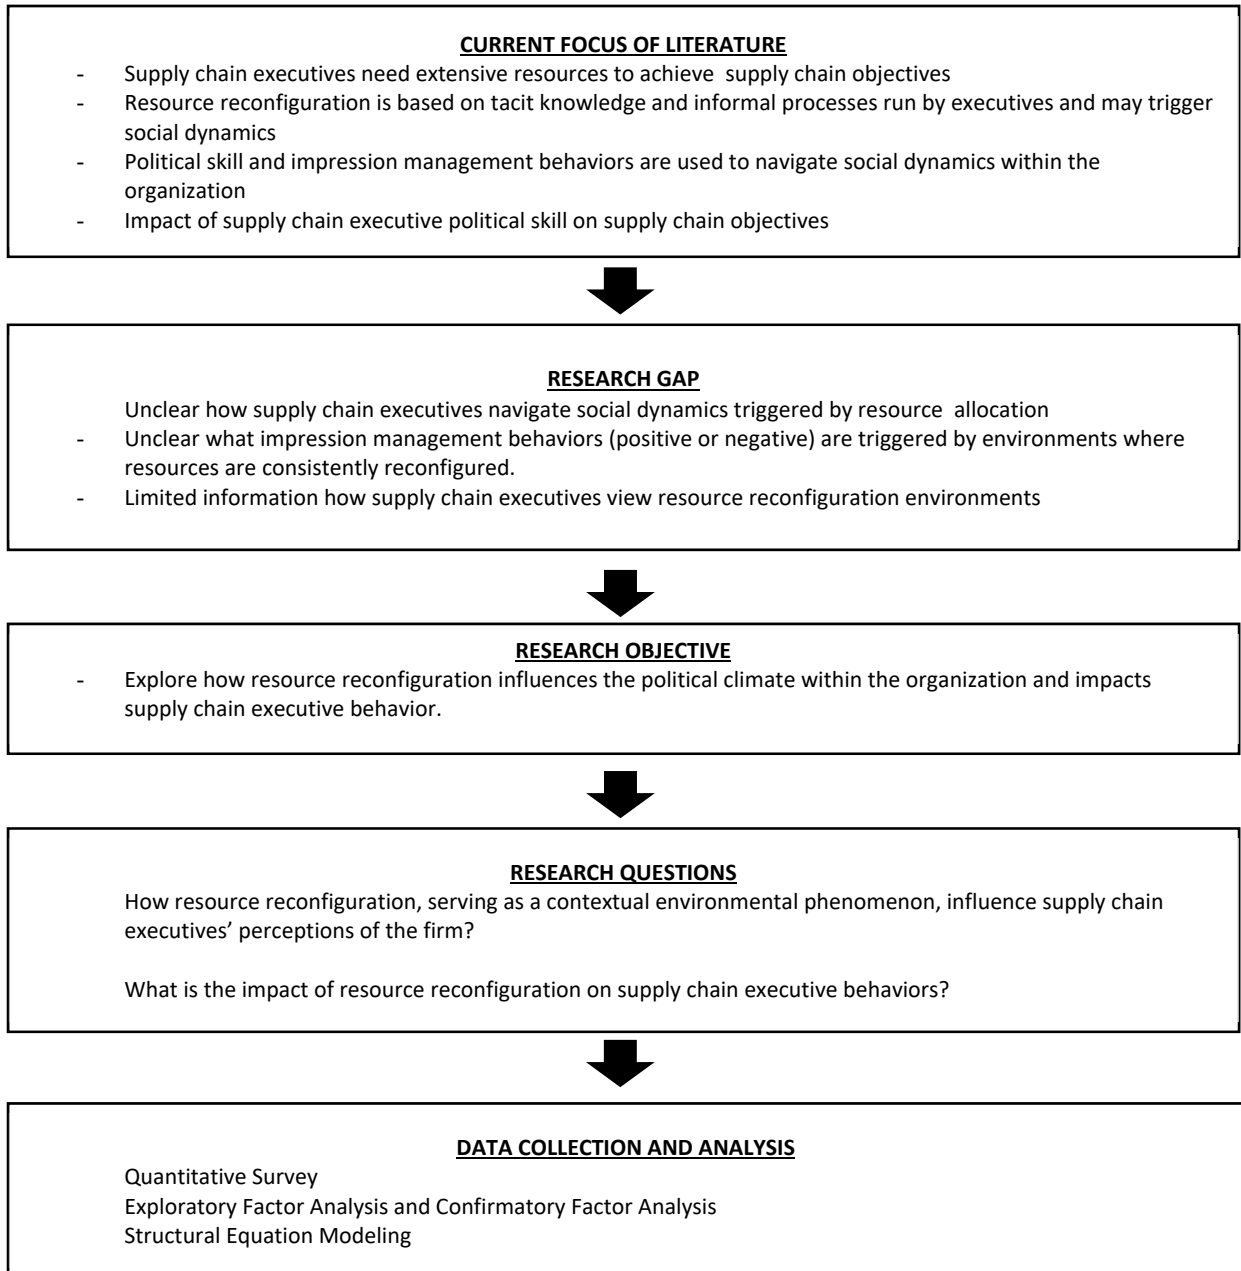 CURRENT FOCUS OF LITERATURE
- Supply chain executives need extensive resources to achieve supply chain objectives
- Resource reconfiguration is based on tacit knowledge and informal processes run by executives and may trigger
social dynamics
- Political skill and impression management behaviors are used to navigate social dynamics within the
organization
- Impact of supply chain executive political skill on supply chain objectives
RESEARCH GAP
Unclear how supply chain executives navigate social dynamics triggered by resource allocation
- Unclear what impression management behaviors (positive or negative) are triggered by environments where
resources are consistently reconfigured.
- Limited information how supply chain executives view resource reconfiguration environments
RESEARCH OBJECTIVE
- Explore how resource reconfiguration influences the political climate within the organization and impacts
supply chain executive behavior.
RESEARCH QUESTIONS
How resource reconfiguration, serving as a contextual environmental phenomenon, influence supply chain
executives’ perceptions of the firm?
What is the impact of resource reconfiguration on supply chain executive behaviors?
DATA COLLECTION AND ANALYSIS
Quantitative Survey
Exploratory Factor Analysis and Confirmatory Factor Analysis
Structural Equation Modeling